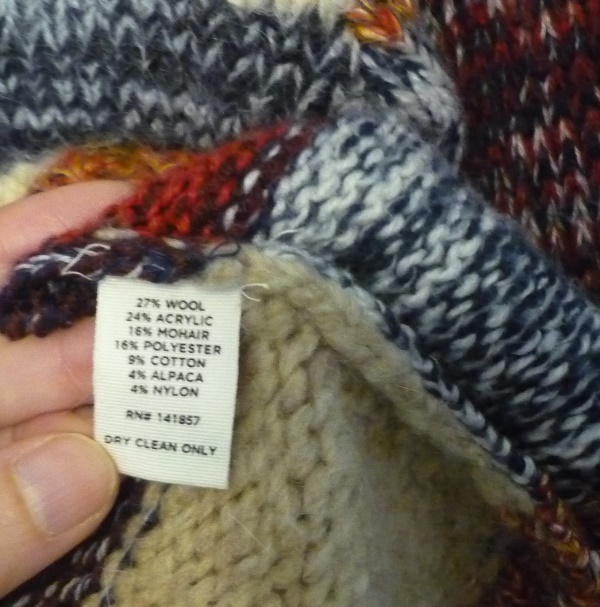 27% WOOL
24% ACRYLIC
16% MOHAIR
16% POLYESTER
9% COTTON
4% ALPACA
4% NYLON
RN# 141857
DRY CLEAN ONLY